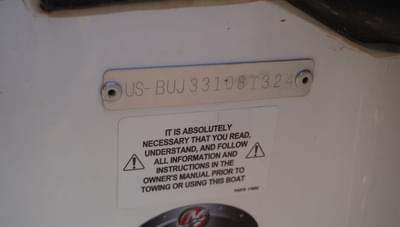 US-BUJ33108I324
IT IS ABSOLUTELY
NECESSARY THAT YOU READ,
UNDERSTAND, AND FOLLOW
ALL INFORMATION AND
INSTRUCTIONS IN THE
OWNER'S MANUAL PRIOR TO
TOWING OR USING THIS BOAT